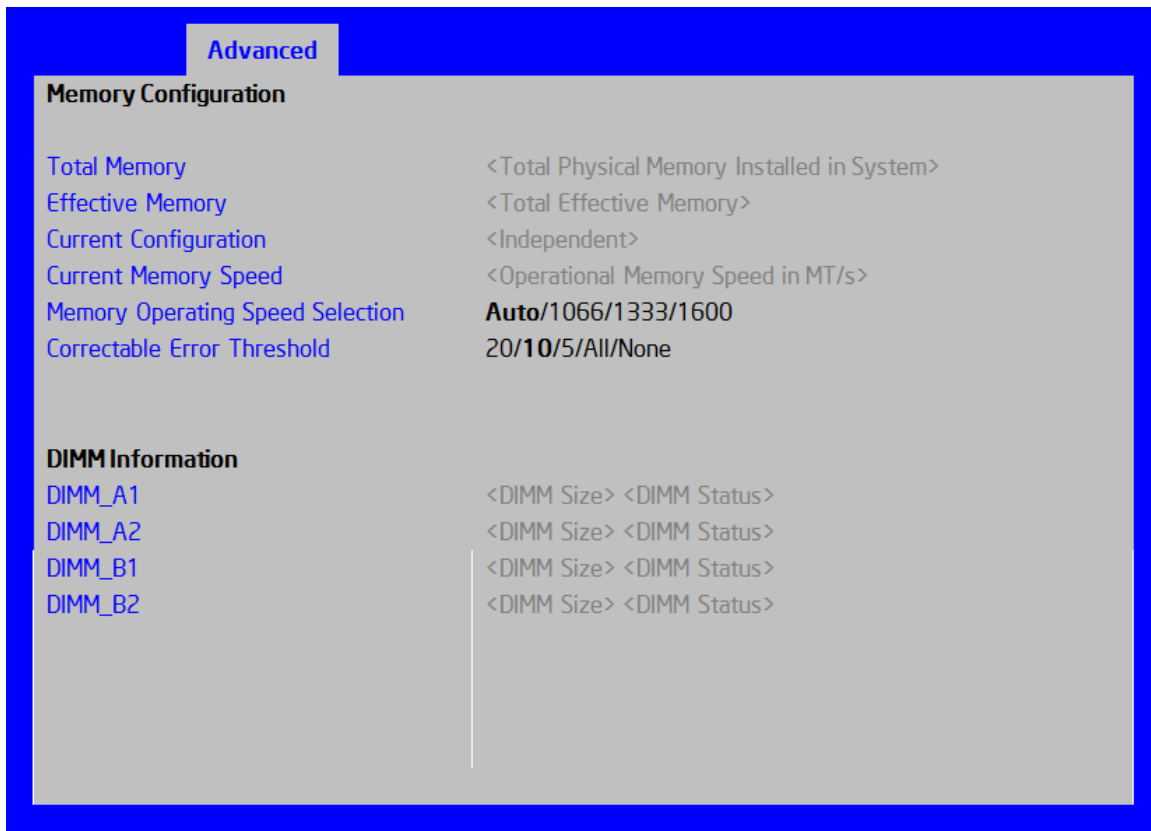 Advanced
Memory Configuration
Total Memory <Total Physical Memory Installed in System>
Effective Memory <Total Effective Memory>
Current Configuration <Independent>
Current Memory Speed <Operational Memory Speed in MT/s>
Memory Operating Speed Selection Auto/1066/1333/1600
Correctable Error Threshold 20/10/5/All/None
DIMM Information
DIMM_A1 <DIMM Size> <DIMM Status>
DIMM_A2 <DIMM Size> <DIMM Status>
DIMM_B1 <DIMM Size> <DIMM Status>
DIMM_B2 <DIMM Size> <DIMM Status>